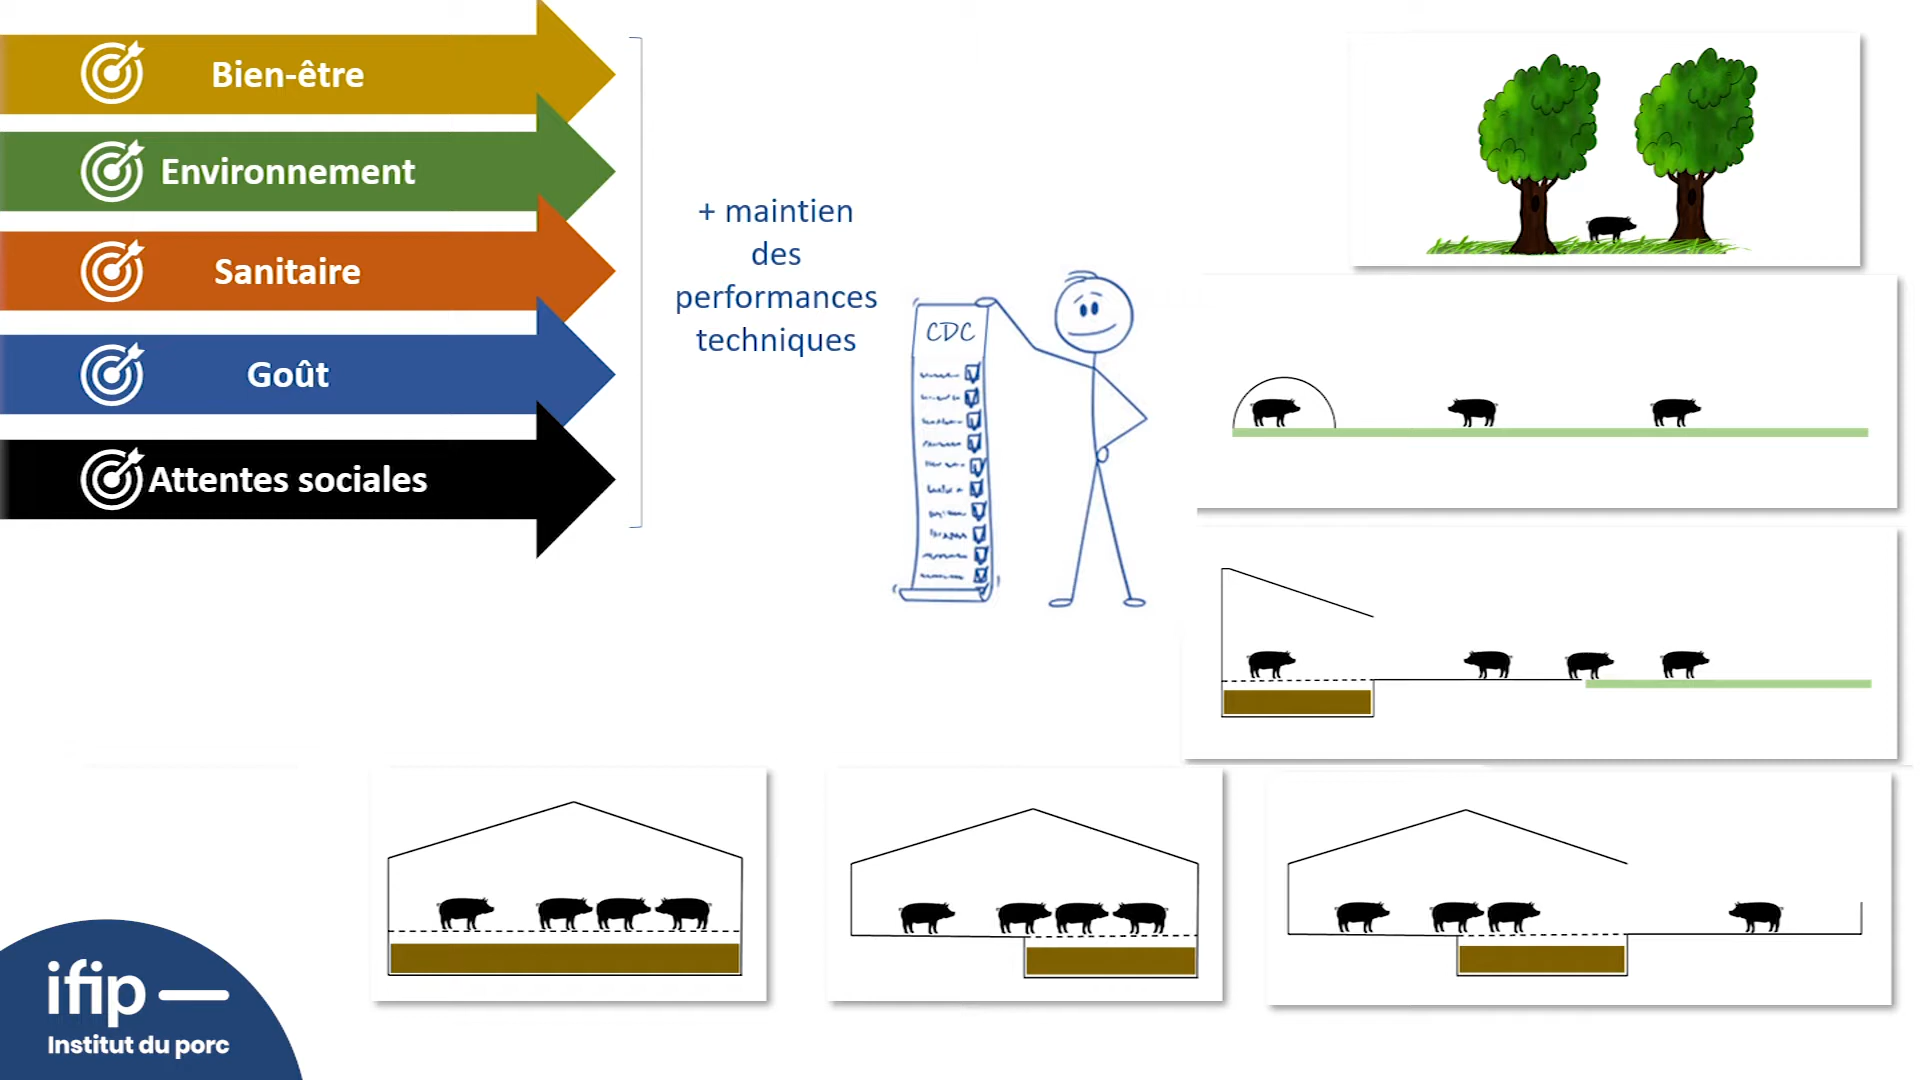 Bien-être
Environnement
Sanitaire
Goût
Attentes sociales
+ maintien
des
performances
techniques
CDC
ifip
Institut du porc